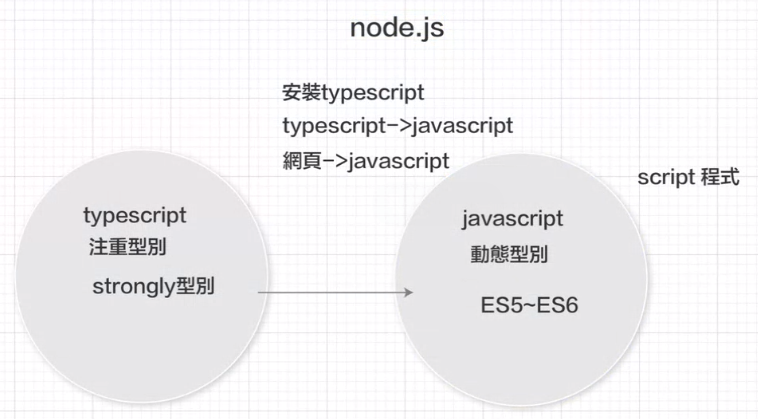 node.js
安裝typescript
typescript->javascript
網頁->javascript
script 程式
typescript
注重型別
strongly型別
javascript
動態型別
ES5~ES6